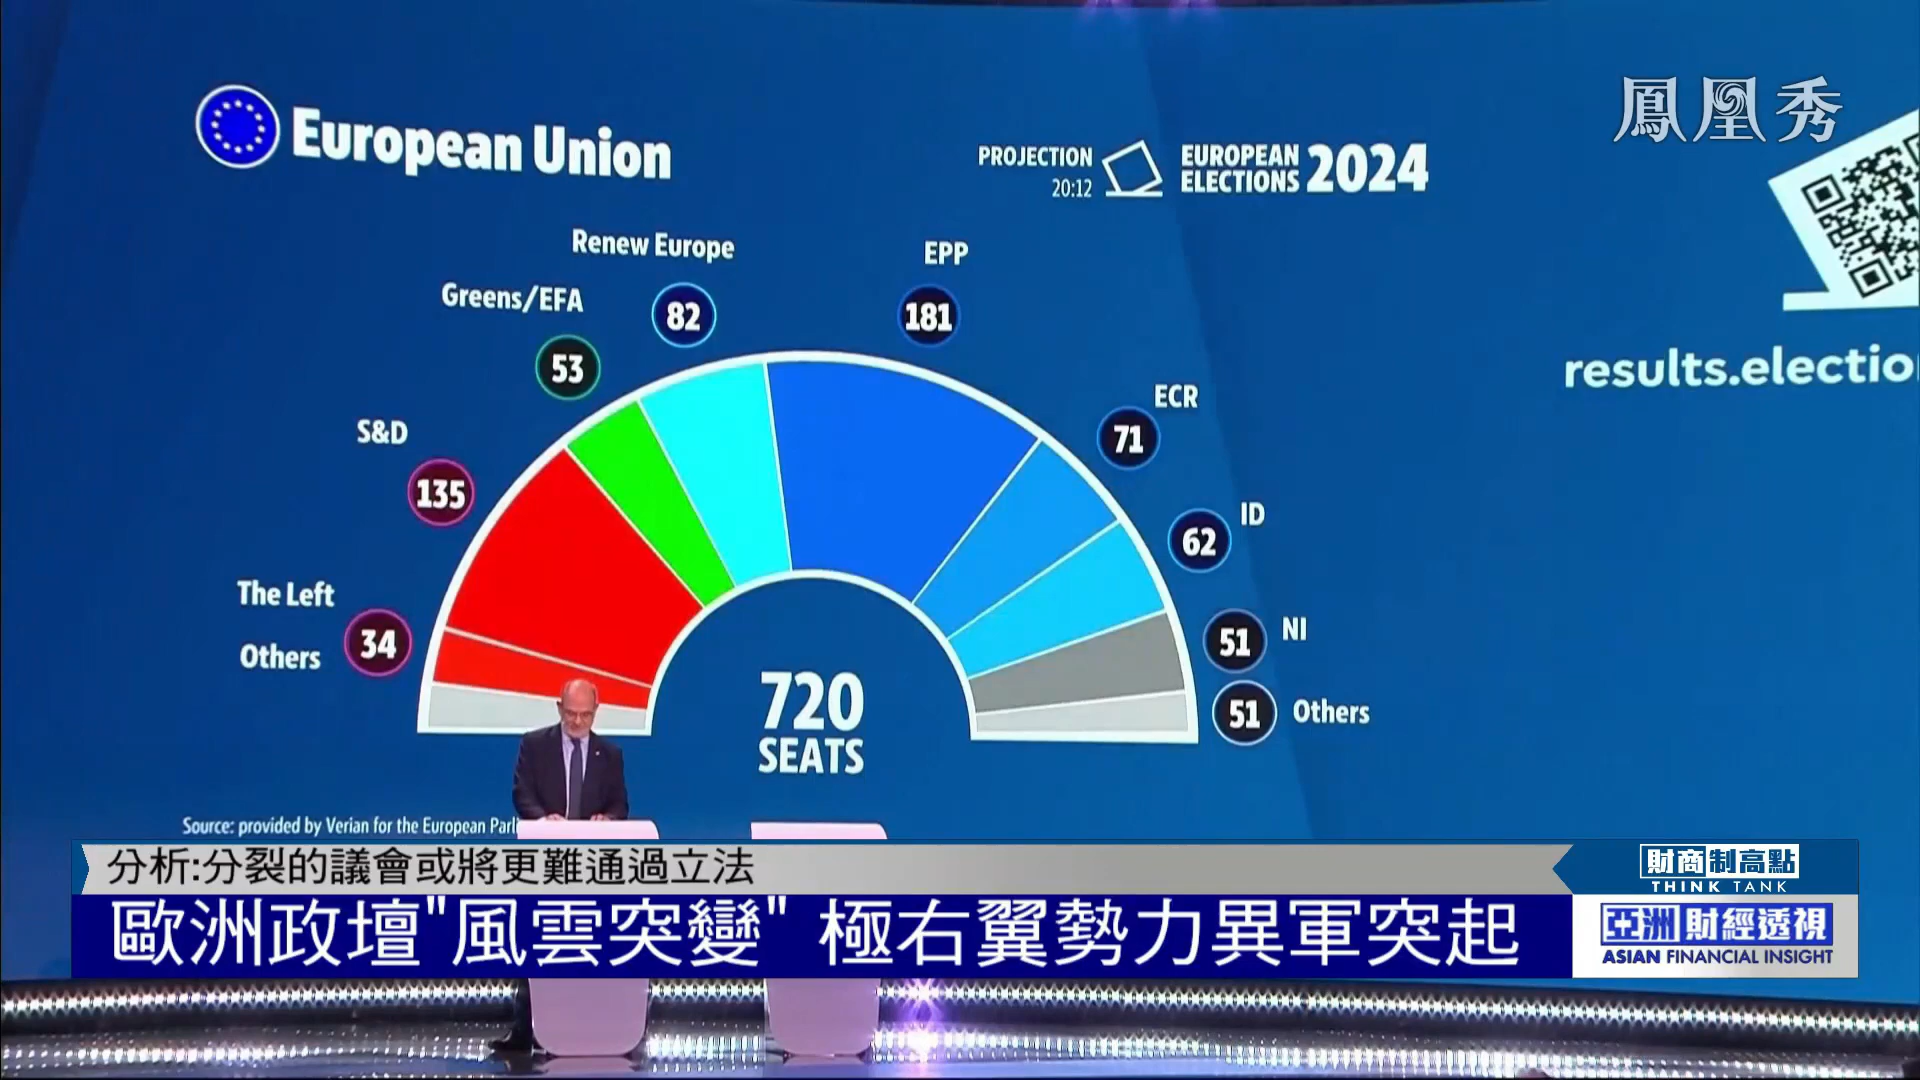 鳳凰秀
European Union
PROJECTION
20:12
EUROPEAN
ELECTIONS 2024
Renew Europe
82
EPP
181
Greens/EFA
53
results.electio
ECR
71
S&D
135
ID
62
The Left
34
Others
NI
51
51
Others
720
SEATS
Source: provided by Verian for the European Parl
分析:分裂的議會或將更難通過立法
財商制高點
THINK TANK
歐洲政壇"風雲突變" 極右翼勢力異軍突起
亞洲財經透視
ASIAN FINANCIAL INSIGHT